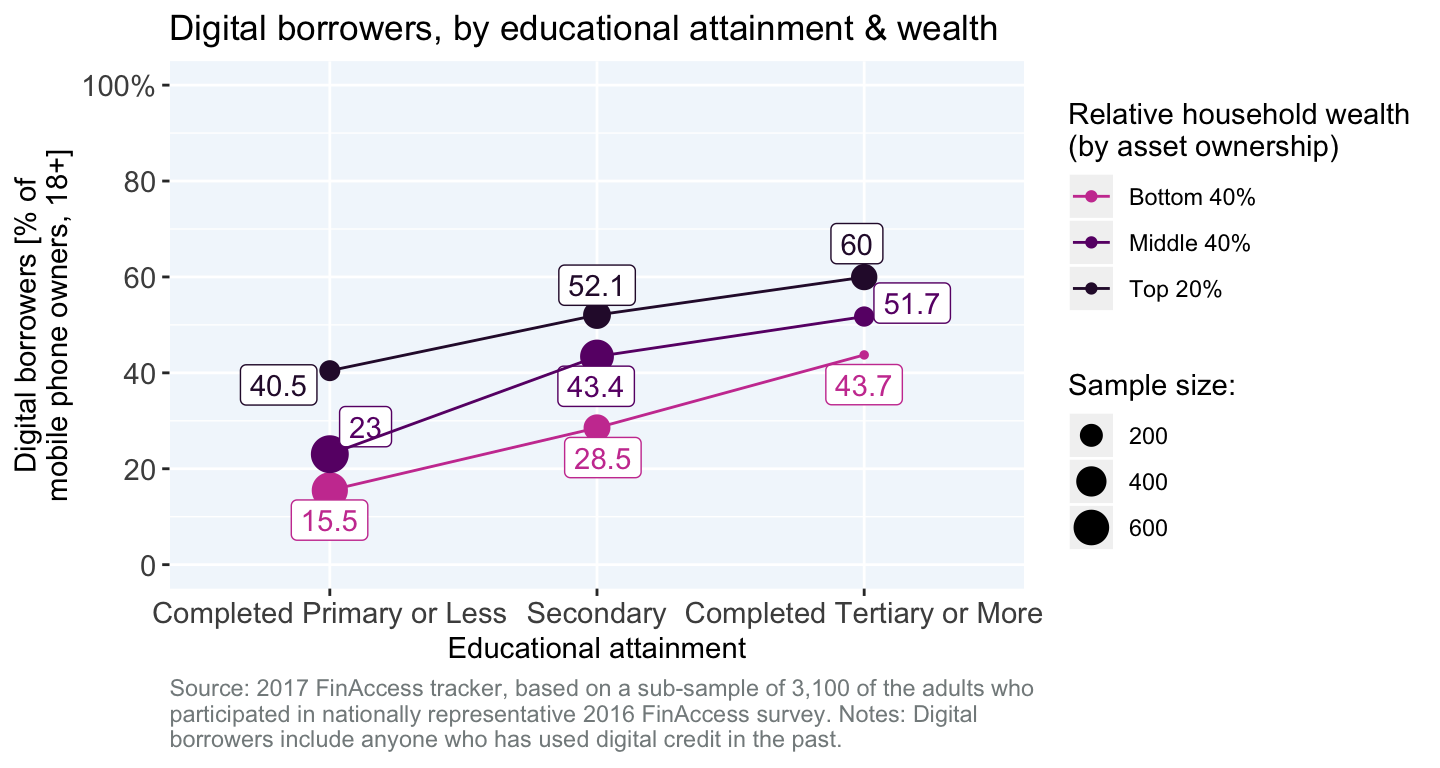 Digital borrowers, by educational attainment & wealth
Digital borrowers [% of
mobile phone owners, 18+]
100%
80
60
40
20
0
40.5
52.1
60
23
43.4
51.7
15.5
28.5
43.7
Completed Primary or Less
Secondary
Completed Tertiary or More
Educational attainment
Relative household wealth
(by asset ownership)
Bottom 40%
Middle 40%
Top 20%
Sample size:
200
400
600
Source: 2017 FinAccess tracker, based on a sub-sample of 3,100 of the adults who
participated in nationally representative 2016 FinAccess survey. Notes: Digital
borrowers include anyone who has used digital credit in the past.